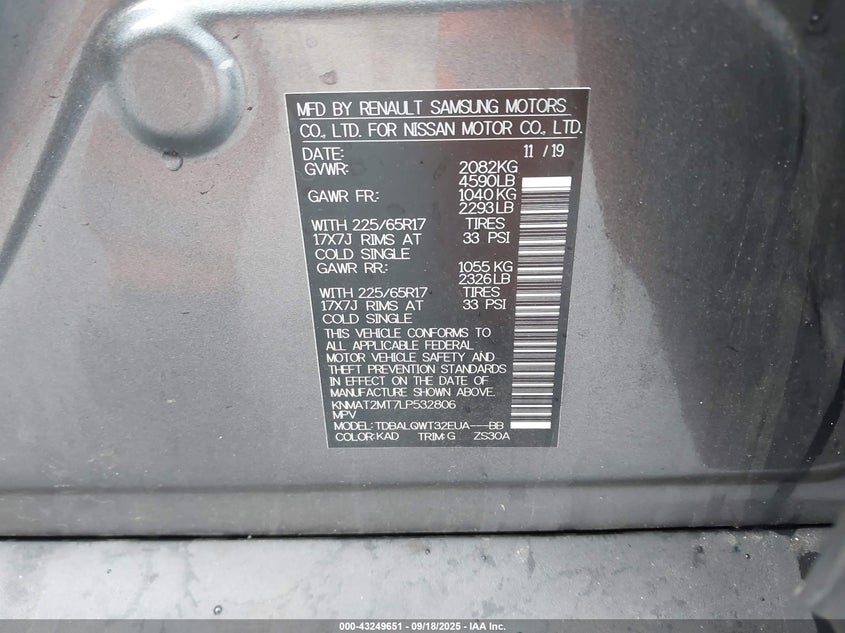 MFD BY RENAULT SAMSUNG MOTORS
CO., LTD. FOR NISSAN MOTOR CO., LTD.
DATE: 11 / 19
GVWR: 2082KG
4590LB
GAWR FR: 1040KG
2293LB
WITH 225/65R17 TIRES
17X7J RIMS AT 33 PSI
COLD SINGLE
GAWR RR: 1055 KG
2326LB
WITH 225/65R17 TIRES
17X7J RIMS AT 33 PSI
COLD SINGLE
THIS VEHICLE CONFORMS TO
ALL APPLICABLE FEDERAL
MOTOR VEHICLE SAFETY AND
THEFT PREVENTION STANDARDS
IN EFFECT ON THE DATE OF
MANUFACTURE SHOWN ABOVE.
KNMAT2MT7LP532806
MPV
MODEL: TDBALQWT32EUA---BB
COLOR: KAD TRIM: G ZS30A
000-43249651 - 09/18/2025 - IAA Inc.